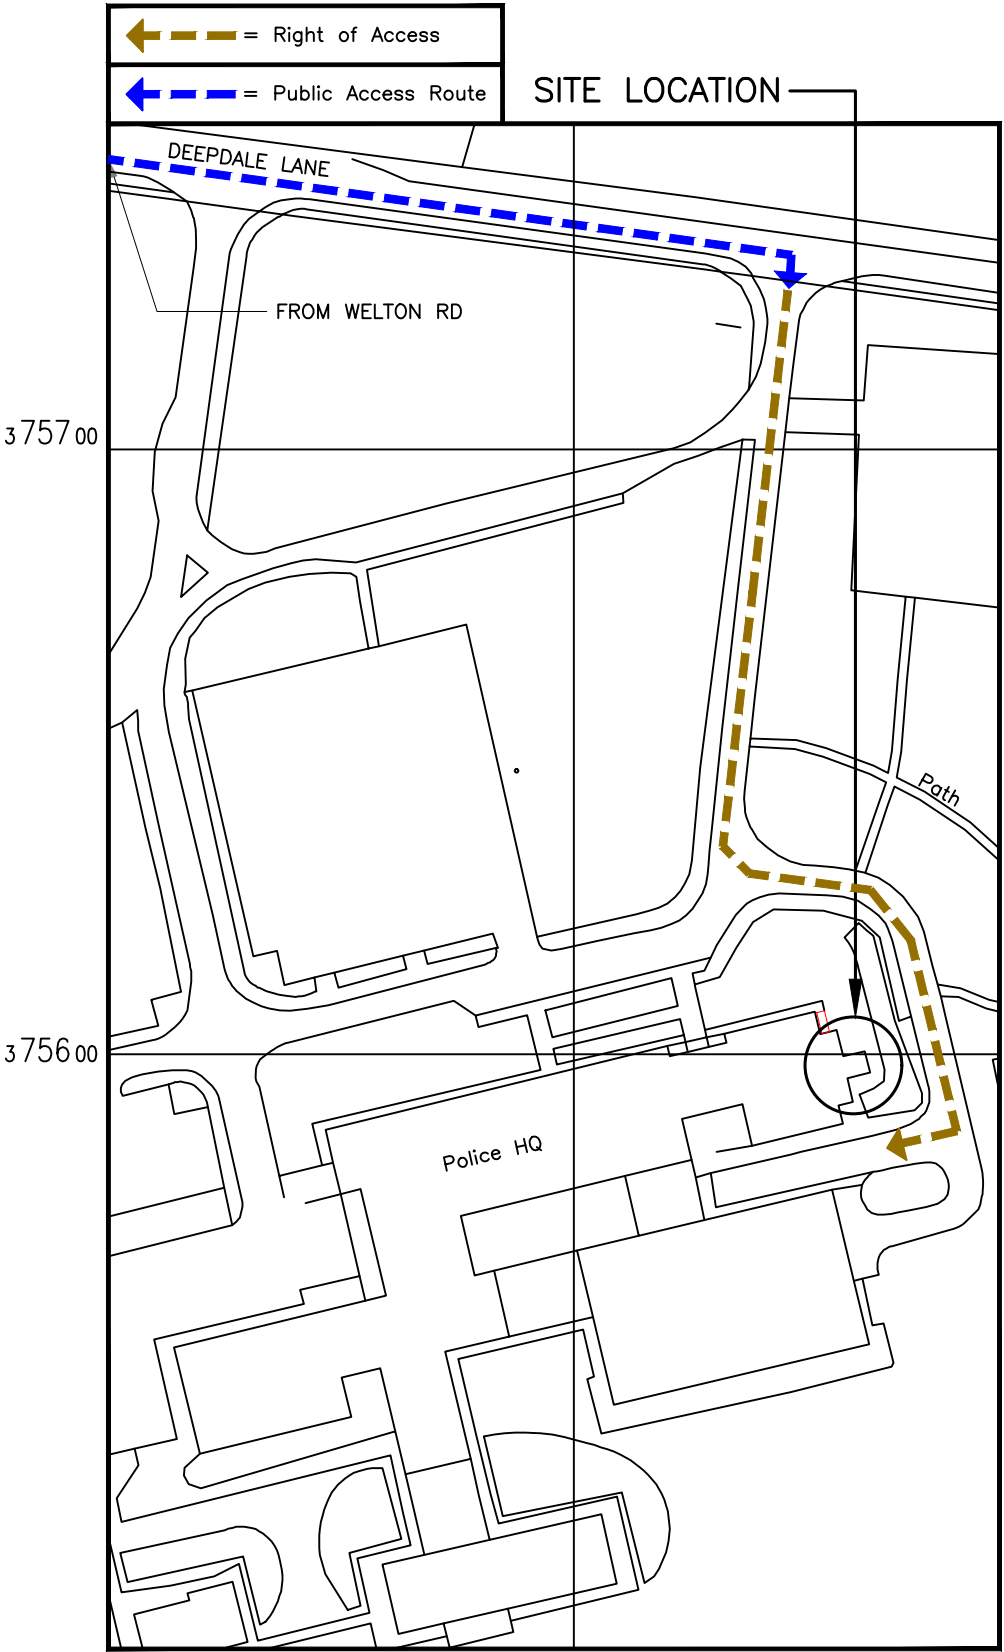 = Right of Access
= Public Access Route
SITE LOCATION
DEEPDALE LANE
FROM WELTON RD
375700
Path
375600
Police HQ